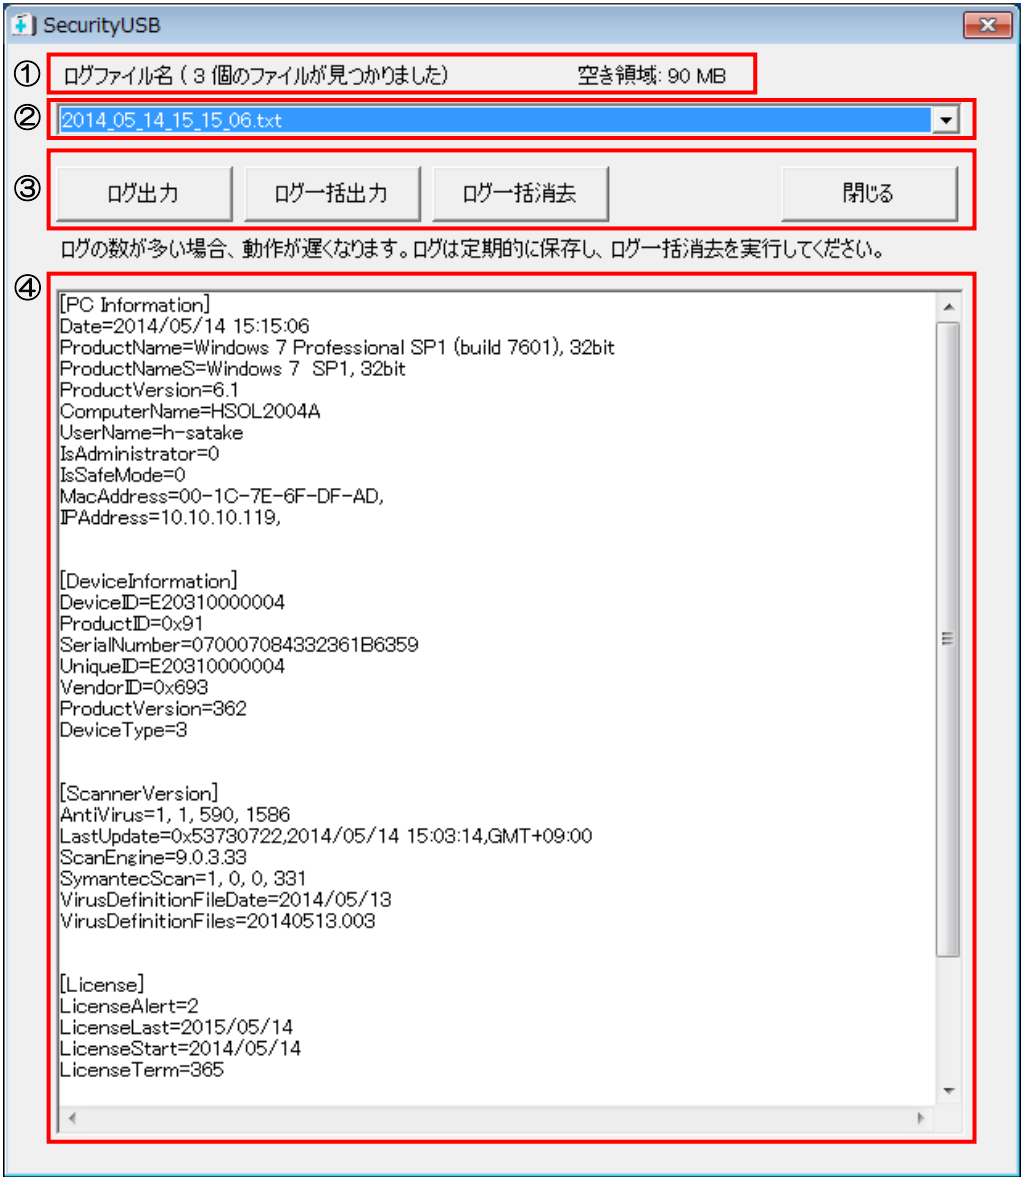 SecurityUSB
① ログファイル名 ( 3 個のファイルが見つかりました) 空き領域: 90 MB
② 2014_05_14_15_15_06.txt
③ ログ出力 ログ一括出力 ログ一括消去 閉じる
ログの数が多い場合、動作が遅くなります。ログは定期的に保存し、ログ一括消去を実行してください。
④
[PC Information]
Date=2014/05/14 15:15:06
ProductName=Windows 7 Professional SP1 (build 7601), 32bit
ProductNameS=Windows 7  SP1, 32bit
ProductVersion=6.1
ComputerName=HSOL2004A
UserName=h-satake
IsAdministrator=0
IsSafeMode=0
MacAddress=00-1C-7E-6F-DF-AD,
IPAddress=10.10.10.119,
[DeviceInformation]
DeviceID=E20310000004
ProductID=0x91
SerialNumber=070007084332361B6359
UniqueID=E20310000004
VendorID=0x693
ProductVersion=362
DeviceType=3
[ScannerVersion]
AntiVirus=1, 1, 590, 1586
LastUpdate=0x53730722,2014/05/14 15:03:14,GMT+09:00
ScanEngine=9.0.3.33
SymantecScan=1, 0, 0, 331
VirusDefinitionFileDate=2014/05/13
VirusDefinitionFiles=20140513.003
[License]
LicenseAlert=2
LicenseLast=2015/05/14
LicenseStart=2014/05/14
LicenseTerm=365